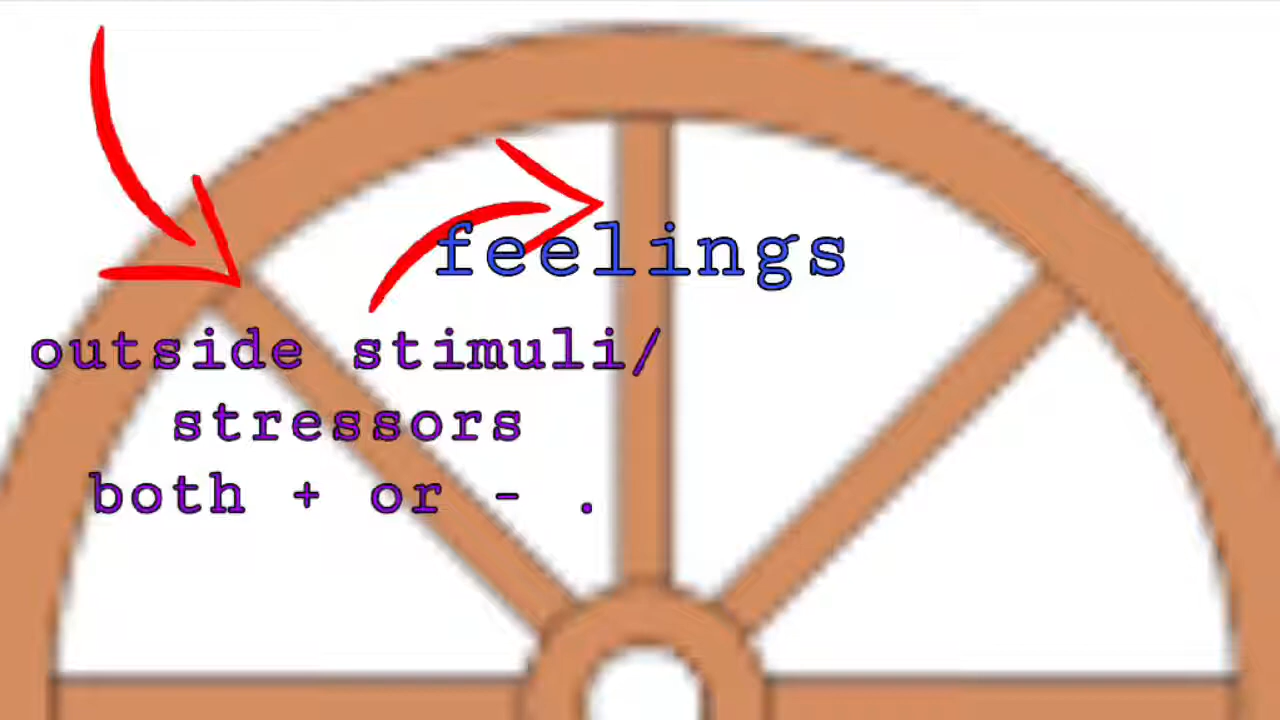 feelings
outside stimuli/
stressors
both + or - .